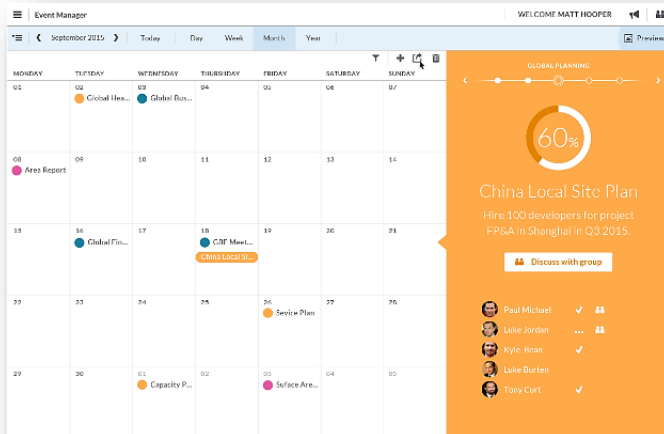 Event Manager
WELCOME MATT HOOPER
September 2015 Today Day Week Month Year
Preview
MONDAY TUESDAY WEDNESDAY THURSHDAY FRIDAY SATURDAY SUNDAY
01 02 03 04 05 06 07
Global Hea... Global Bus...
08 09 10 11 12 13 14
Area Report
15 16 17 18 19 20 21
Global Fin... GBF Meet...
China Local Si...
22 23 24 25 26 27 28
Sevice Plan
29 30 01 02 03 04 05
Capacity P... Suface Are...
GLOBAL PLANNING
60%
China Local Site Plan
Hire 100 developers for project
FP&A in Shanghai in Q3 2015.
Discuss with group
Paul Michael
Luke Jordan ...
Kyle Bean
Luke Burten
Tony Curt